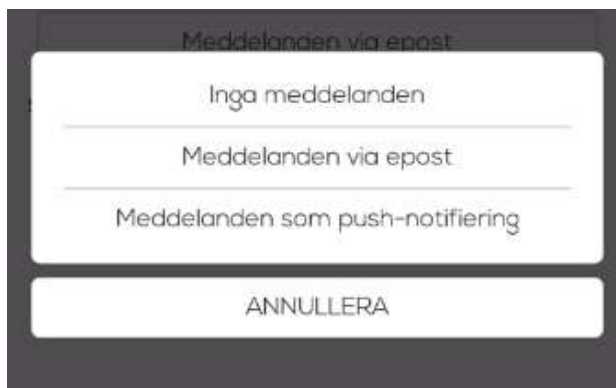 Meddelanden via epost
Inga meddelanden
Meddelanden via epost
Meddelanden som push-notifiering
ANNULLERA